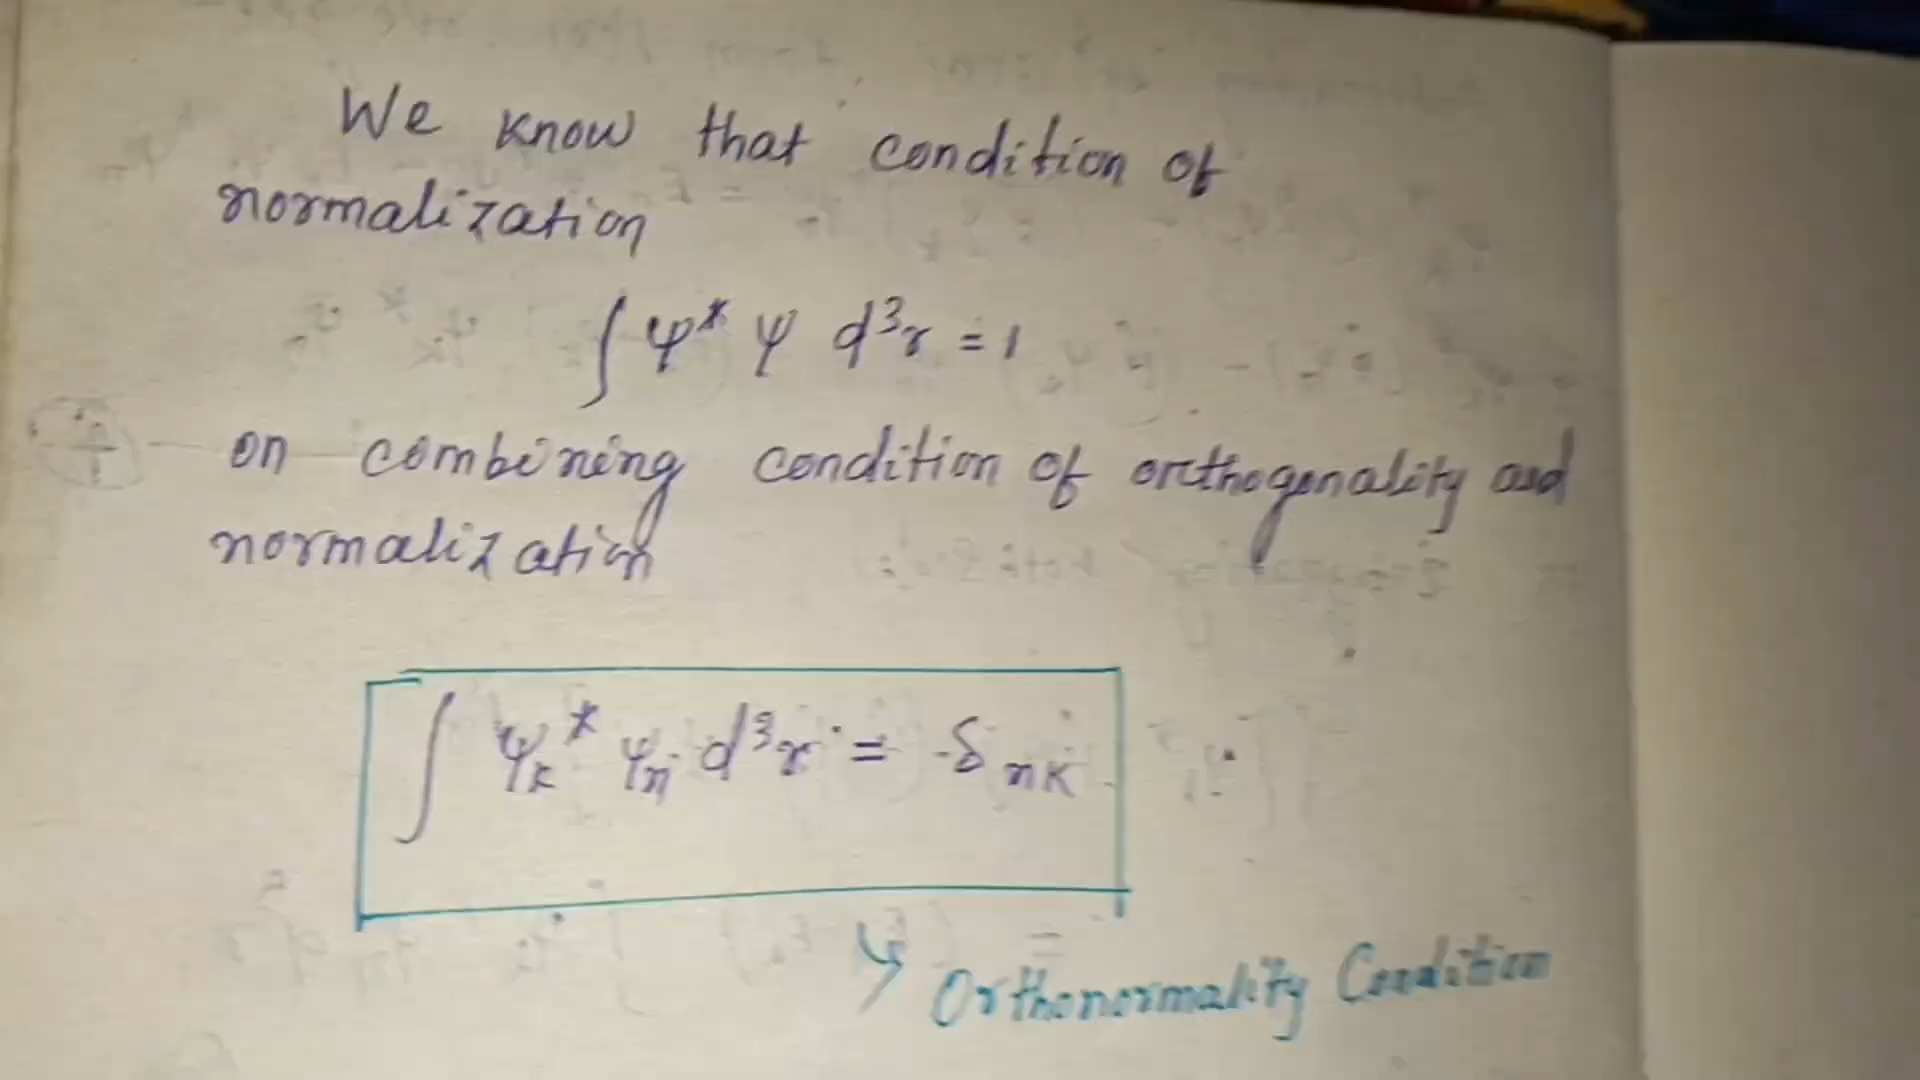 We know that condition of
normalization
∫ ψ* ψ d³r = 1
on combining condition of orthogonality and
normalization
∫ ψₖ* ψₙ d³r = δₙₖ
↳ Orthonormality Condition